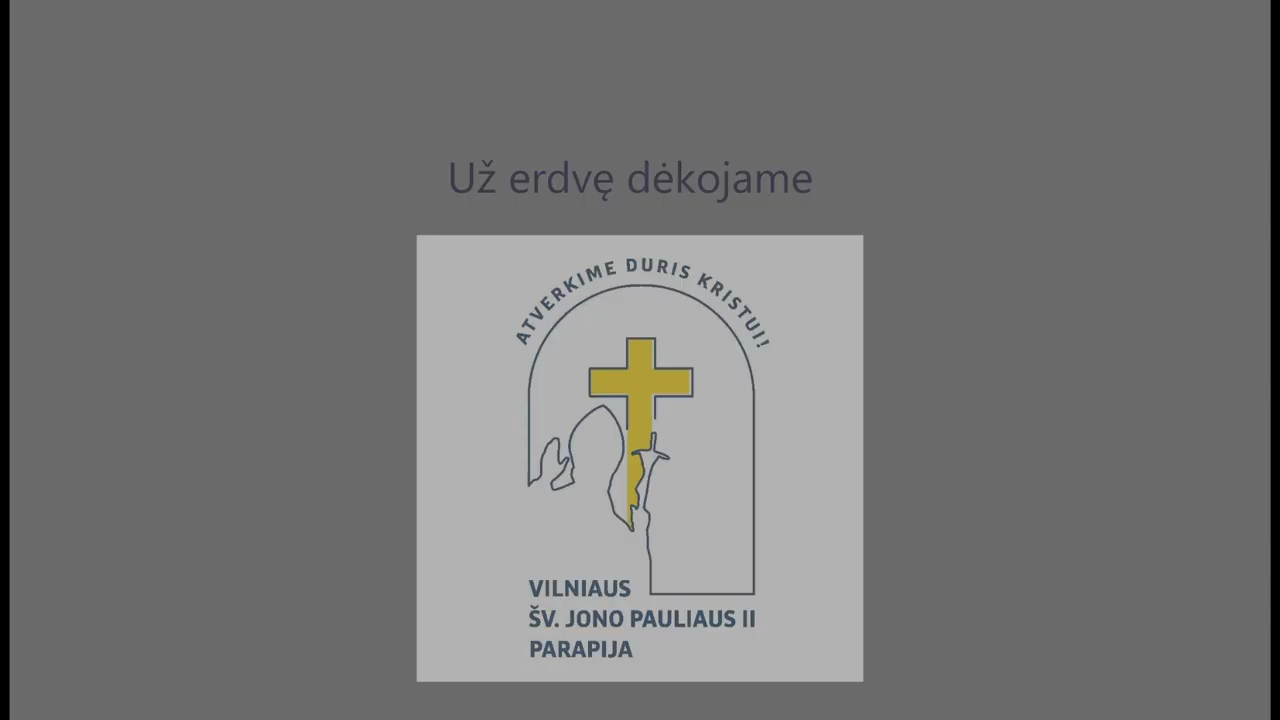 Už erdvę dėkojame
ATVERKIME DURIS KRISTUI!
VILNIAUS
ŠV. JONO PAULIAUS II
PARAPIJA